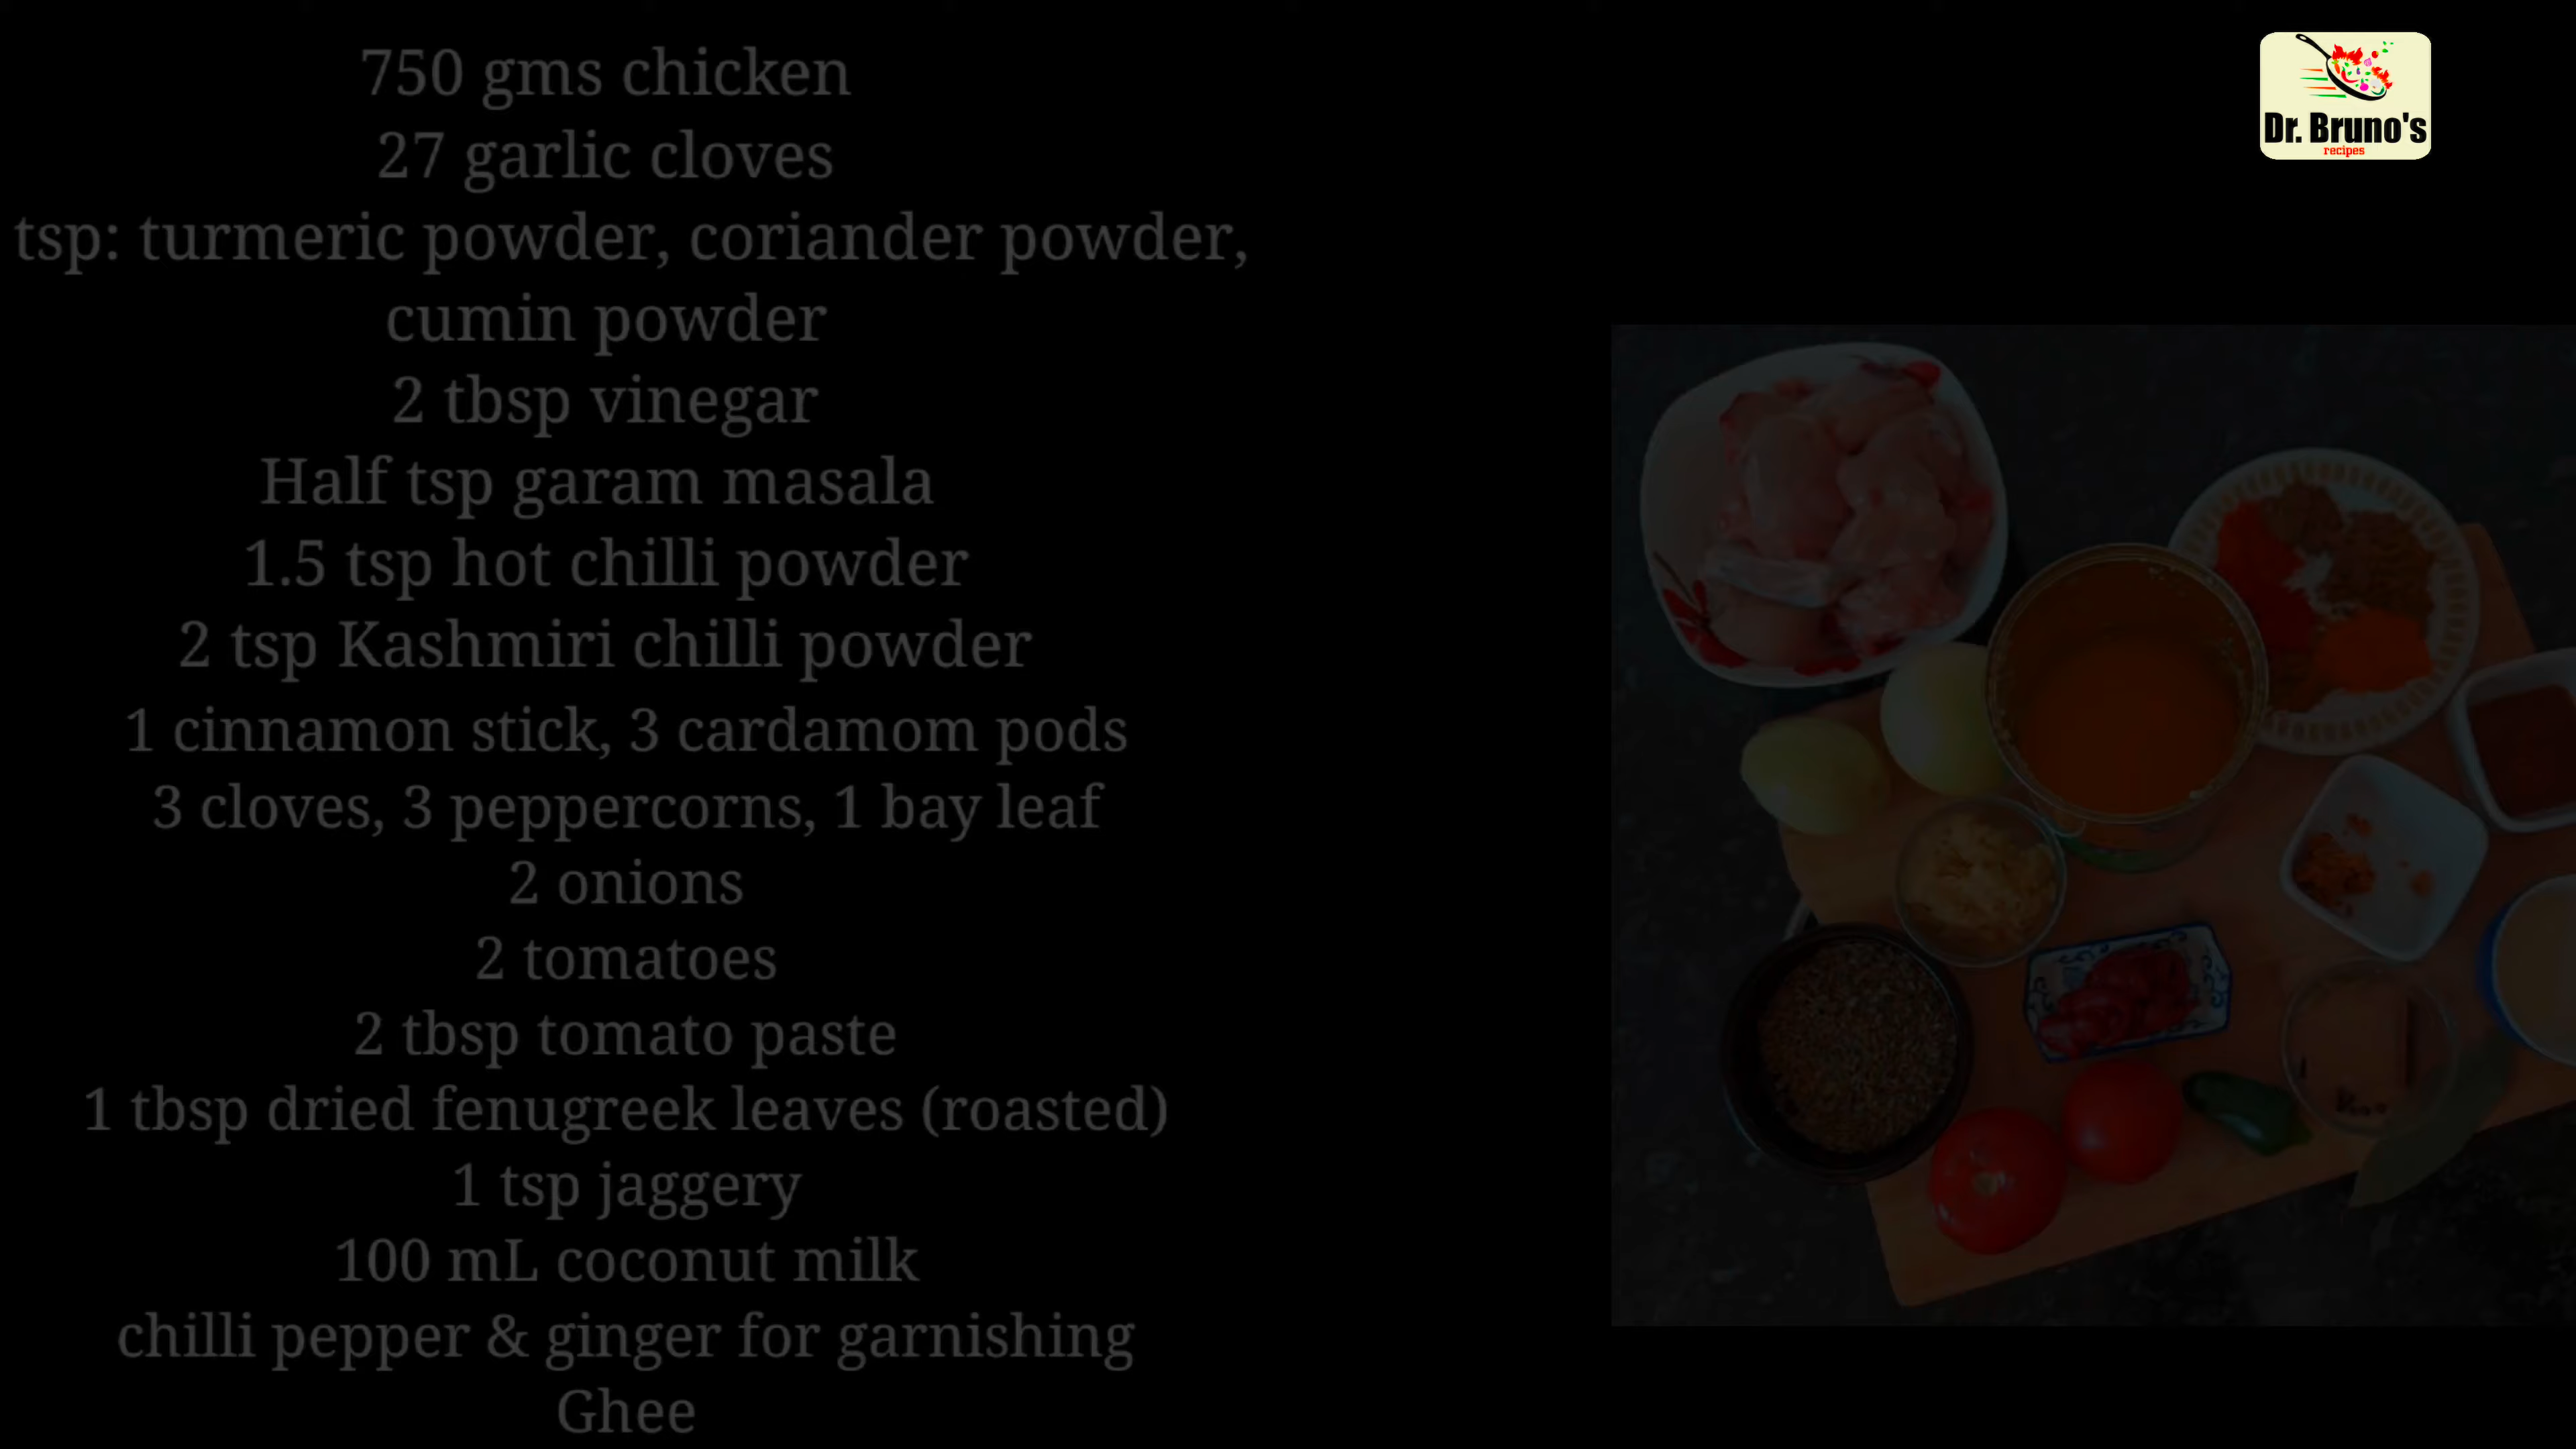 750 gms chicken
27 garlic cloves
tsp: turmeric powder, coriander powder,
cumin powder
2 tbsp vinegar
Half tsp garam masala
1.5 tsp hot chilli powder
2 tsp Kashmiri chilli powder
1 cinnamon stick, 3 cardamom pods
3 cloves, 3 peppercorns, 1 bay leaf
2 onions
2 tomatoes
2 tbsp tomato paste
1 tbsp dried fenugreek leaves (roasted)
1 tsp jaggery
100 mL coconut milk
chilli pepper & ginger for garnishing
Ghee
Dr. Bruno's
recipes